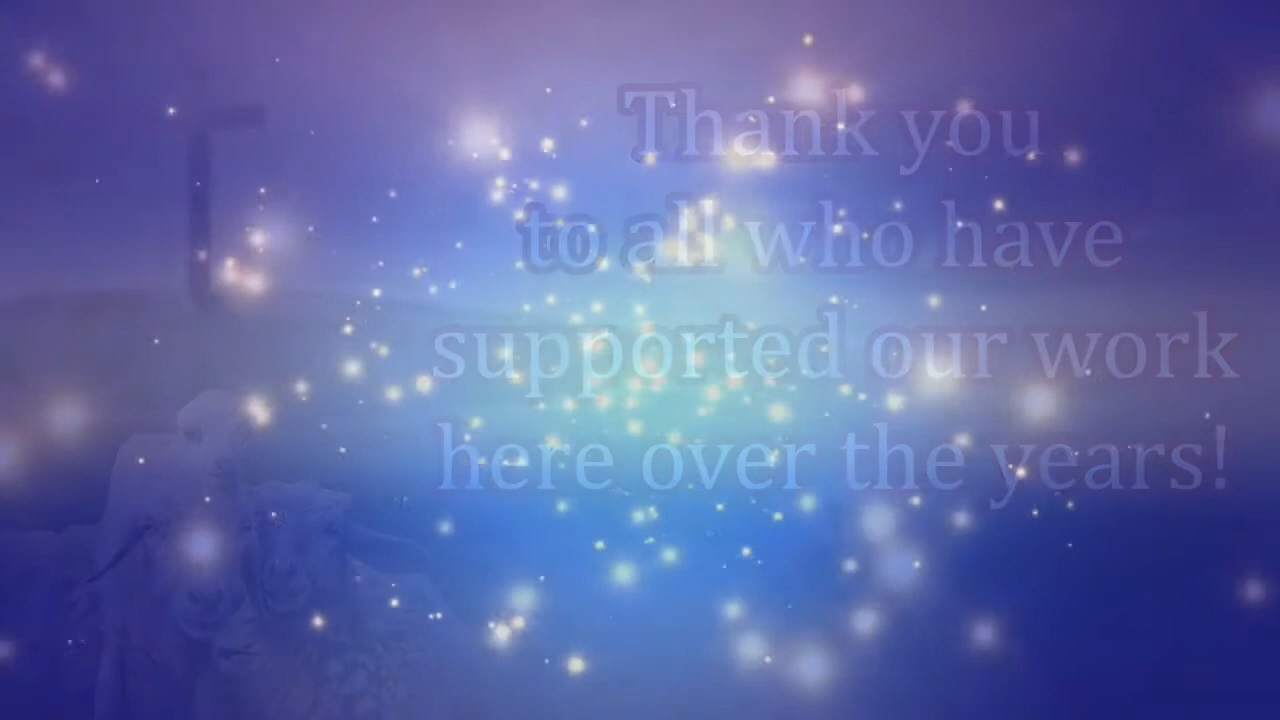 Thank you
to all who have
supported our work
here over the years!